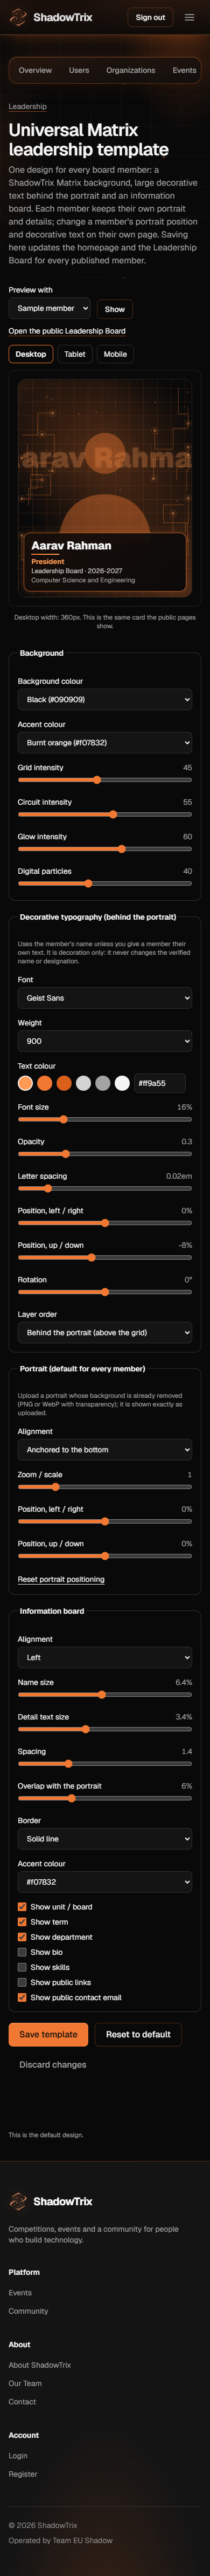 ShadowTrix
Sign out
Overview Users Organizations Events
Leadership
Universal Matrix
leadership template
One design for every board member: a
ShadowTrix Matrix background, large decorative
text behind the portrait and an information
board. Each member keeps their own portrait
and details; change a member's portrait position
and decorative text on their own page. Saving
here updates the homepage and the Leadership
Board for every published member.
Preview with
Sample member
Show
Open the public Leadership Board
Desktop Tablet Mobile
arav Rahma
Aarav Rahman
President
Leadership Board · 2026-2027
Computer Science and Engineering
Desktop width: 360px. This is the same card the public pages
show.
Background
Background colour
Black (#090909)
Accent colour
Burnt orange (#f07832)
Grid intensity 45
Circuit intensity 55
Glow intensity 60
Digital particles 40
Decorative typography (behind the portrait)
Uses the member's name unless you give a member their
own text. It is decoration only: it never changes the verified
name or designation.
Font
Geist Sans
Weight
900
Text colour
#ff9a55
Font size 16%
Opacity 0.3
Letter spacing 0.02em
Position, left / right 0%
Position, up / down -8%
Rotation 0°
Layer order
Behind the portrait (above the grid)
Portrait (default for every member)
Upload a portrait whose background is already removed
(PNG or WebP with transparency); it is shown exactly as
uploaded.
Alignment
Anchored to the bottom
Zoom / scale 1
Position, left / right 0%
Position, up / down 0%
Reset portrait positioning
Information board
Alignment
Left
Name size 6.4%
Detail text size 3.4%
Spacing 1.4
Overlap with the portrait 6%
Border
Solid line
Accent colour
#f07832
Show unit / board
Show term
Show department
Show bio
Show skills
Show public links
Show public contact email
Save template Reset to default
Discard changes
This is the default design.
ShadowTrix
Competitions, events and a community for people
who build technology.
Platform
Events
Community
About
About ShadowTrix
Our Team
Contact
Account
Login
Register
© 2026 ShadowTrix
Operated by Team EU Shadow